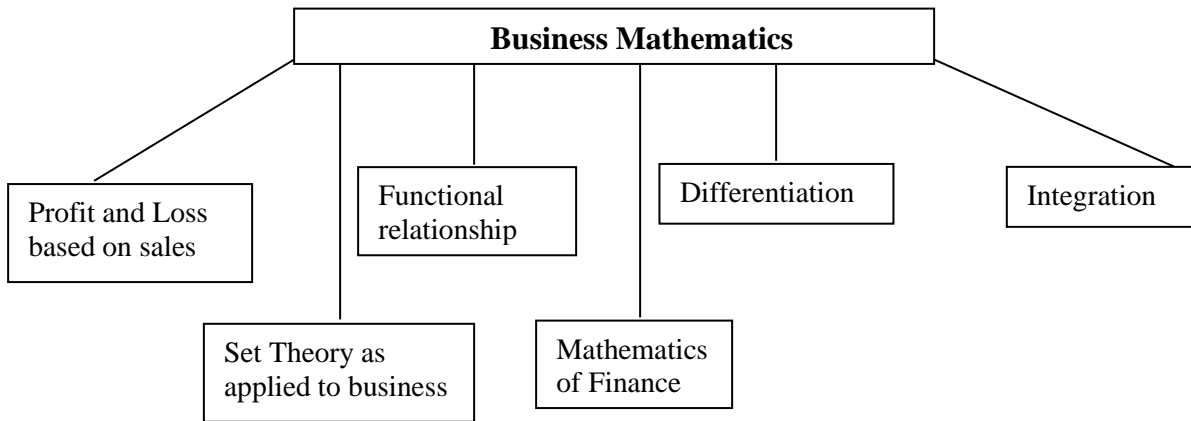 Business Mathematics
Profit and Loss
based on sales
Functional
relationship
Differentiation
Integration
Set Theory as
applied to business
Mathematics
of Finance